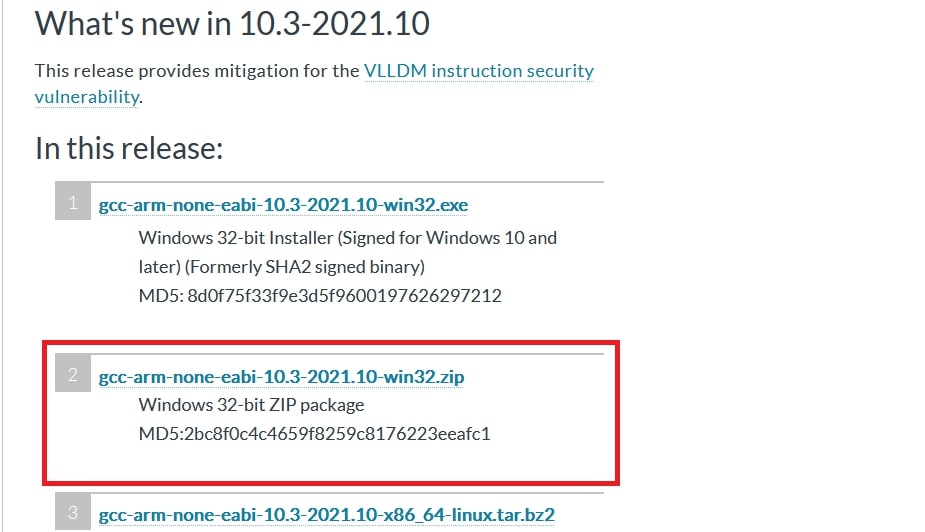 What's new in 10.3-2021.10
This release provides mitigation for the VLLDM instruction security
vulnerability.
In this release:
1
gcc-arm-none-eabi-10.3-2021.10-win32.exe
Windows 32-bit Installer (Signed for Windows 10 and
later) (Formerly SHA2 signed binary)
MD5: 8d0f75f33f9e3d5f9600197626297212
2
gcc-arm-none-eabi-10.3-2021.10-win32.zip
Windows 32-bit ZIP package
MD5:2bc8f0c4c4659f8259c8176223eeafc1
3
gcc-arm-none-eabi-10.3-2021.10-x86_64-linux.tar.bz2